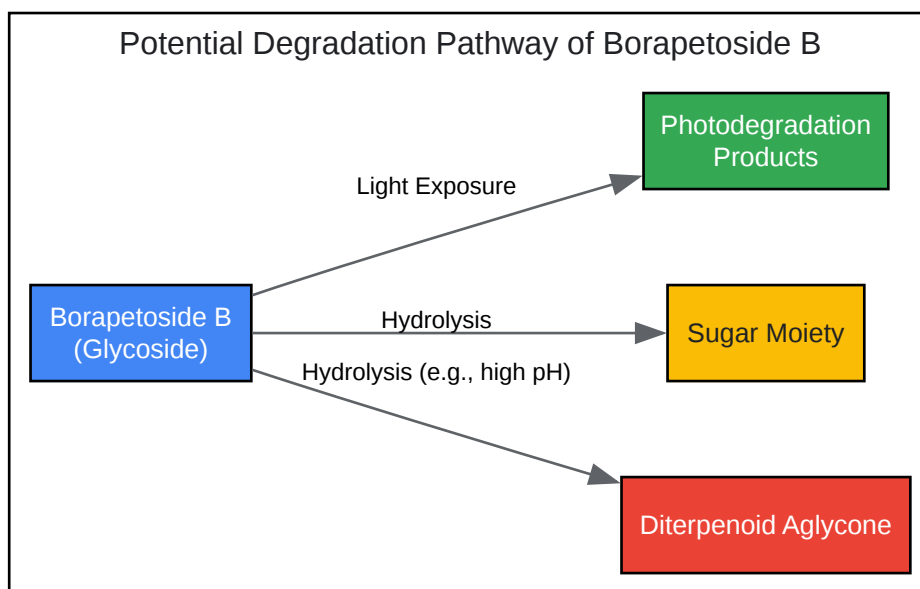 Potential Degradation Pathway of Borapetoside B
Photodegradation
Products
Light Exposure
Borapetoside B
(Glycoside)
Hydrolysis
Sugar Moiety
Hydrolysis (e.g., high pH)
Diterpenoid Aglycone